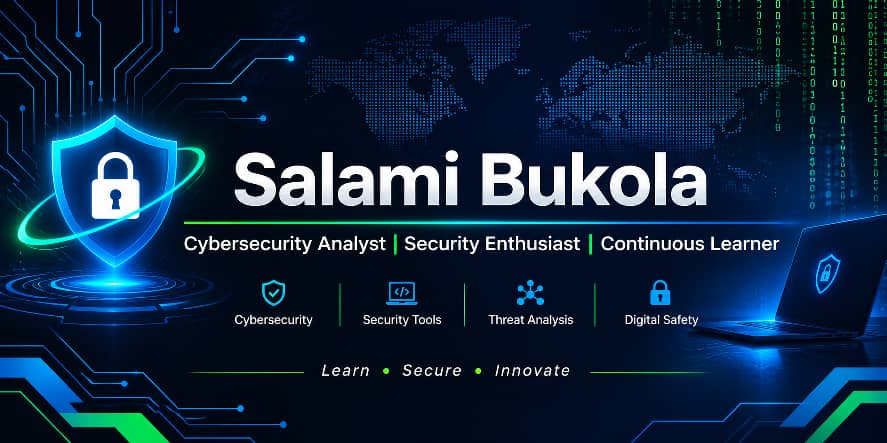 Salami Bukola
Cybersecurity Analyst | Security Enthusiast | Continuous Learner
</>
Cybersecurity Security Tools Threat Analysis Digital Safety
Learn • Secure • Innovate